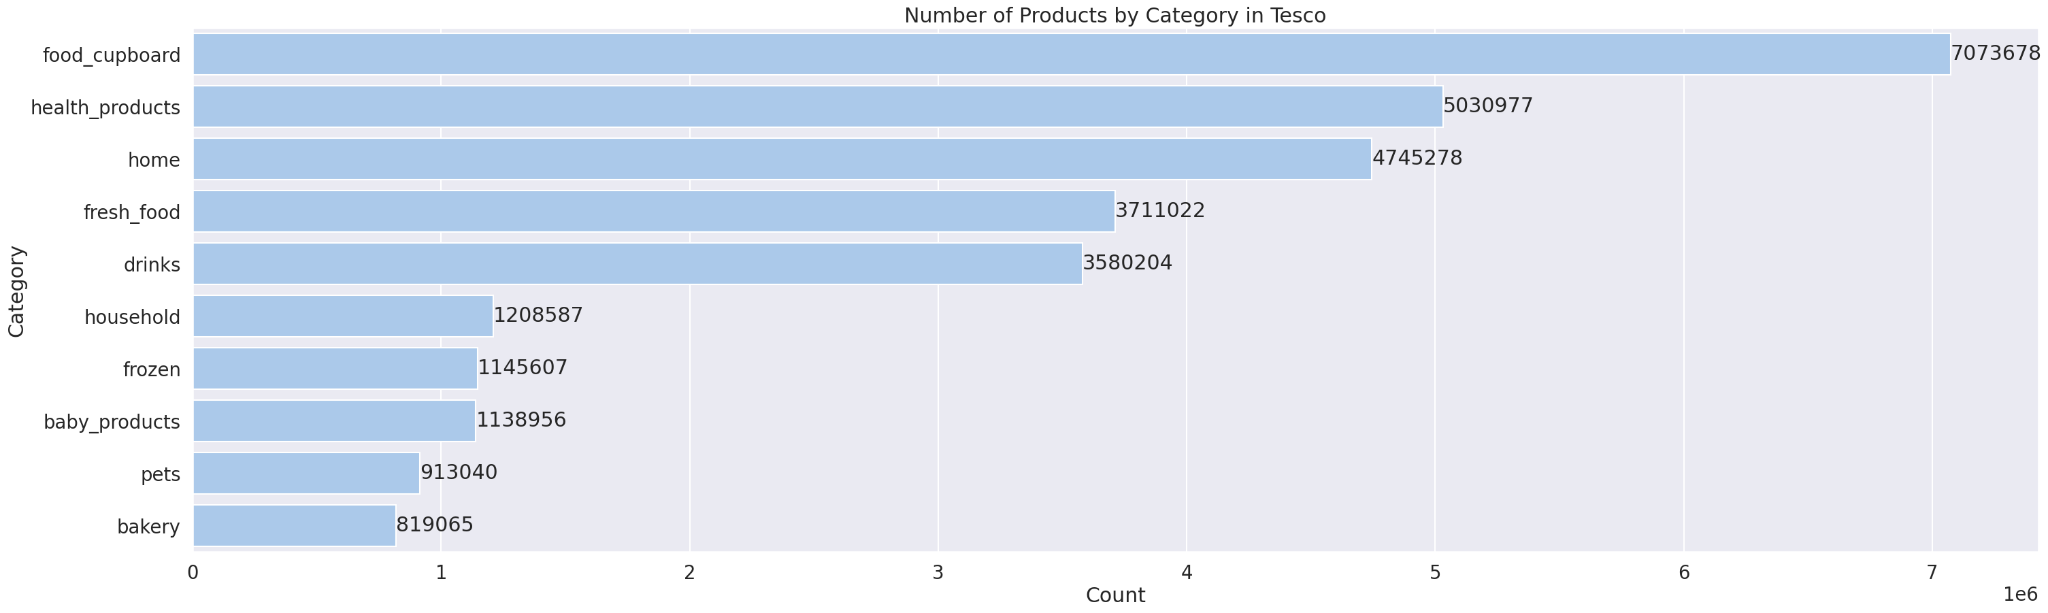 Number of Products by Category in Tesco
food_cupboard 7073678
health_products 5030977
home 4745278
fresh_food 3711022
drinks 3580204
household 1208587
frozen 1145607
baby_products 1138956
pets 913040
bakery 819065
Category
0 1 2 3 4 5 6 7
Count
1e6